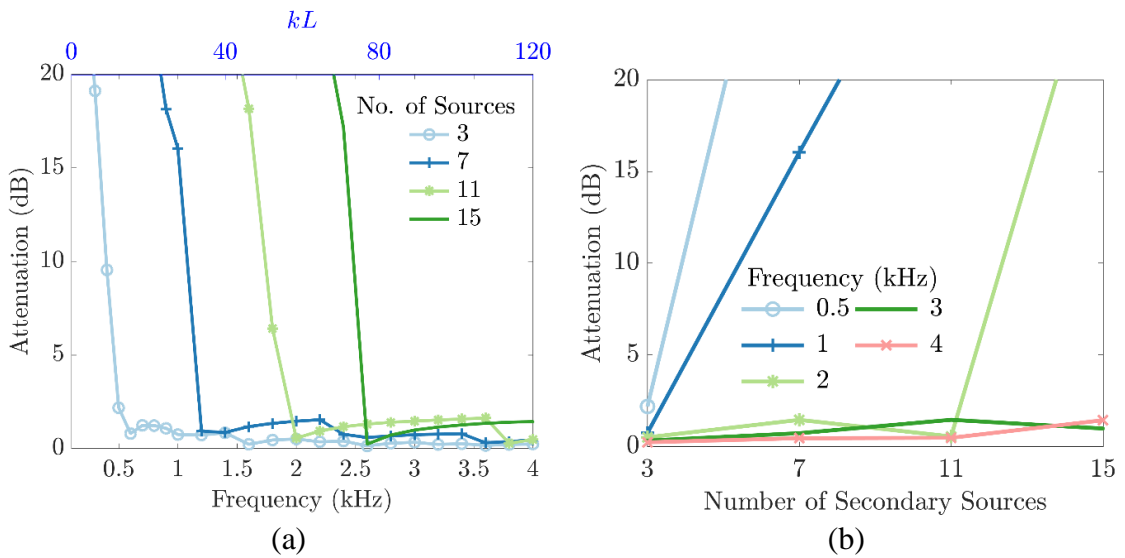 kL
0 40 80 120
20
15
10
5
0
Attenuation (dB)
No. of Sources
3
7
11
15
0.5 1 1.5 2 2.5 3 3.5 4
Frequency (kHz)
(a)
20
15
10
5
0
Attenuation (dB)
Frequency (kHz)
0.5 3
1 4
2
3 7 11 15
Number of Secondary Sources
(b)